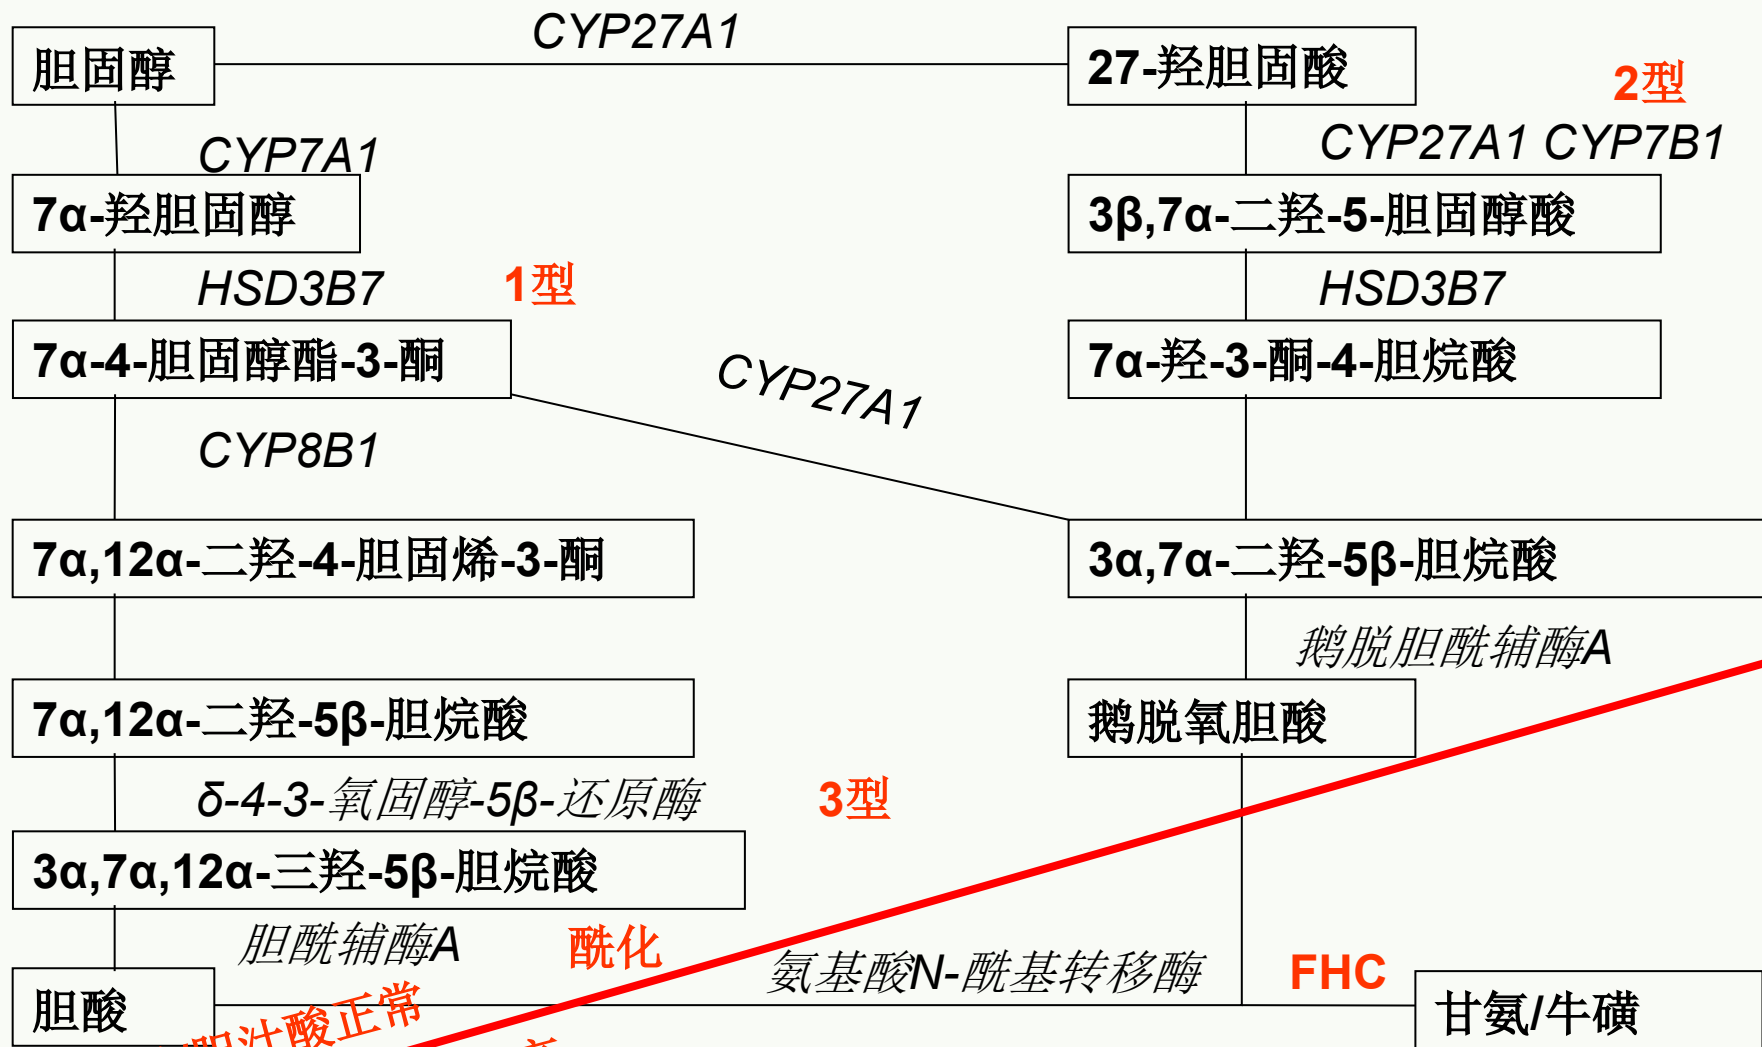 CYP27A1
胆固醇
27-羟胆固酸
2型
CYP7A1
CYP27A1 CYP7B1
7α-羟胆固醇
3β,7α-二羟-5-胆固醇酸
HSD3B7
1型
HSD3B7
7α-4-胆固醇酯-3-酮
CYP27A1
7α-羟-3-酮-4-胆烷酸
CYP8B1
7α,12α-二羟-4-胆固烯-3-酮
3α,7α-二羟-5β-胆烷酸
鹅脱胆酰辅酶A
7α,12α-二羟-5β-胆烷酸
鹅脱氧胆酸
δ-4-3-氧固醇-5β-还原酶
3型
3α,7α,12α-三羟-5β-胆烷酸
胆酰辅酶A
酰化
氨基酸N-酰基转移酶
FHC
胆酸
甘氨/牛磺
胆汁酸正常